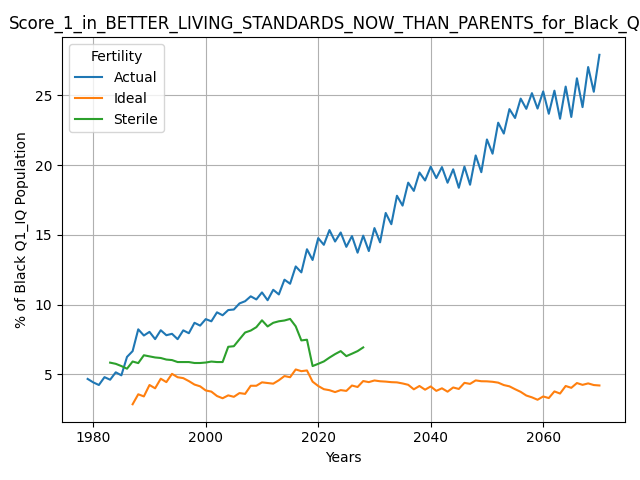 Score_1_in_BETTER_LIVING_STANDARDS_NOW_THAN_PARENTS_for_Black_Q
Fertility
Actual
Ideal
Sterile
25
20
15
10
5
% of Black Q1_IQ Population
1980
2000
2020
2040
2060
Years